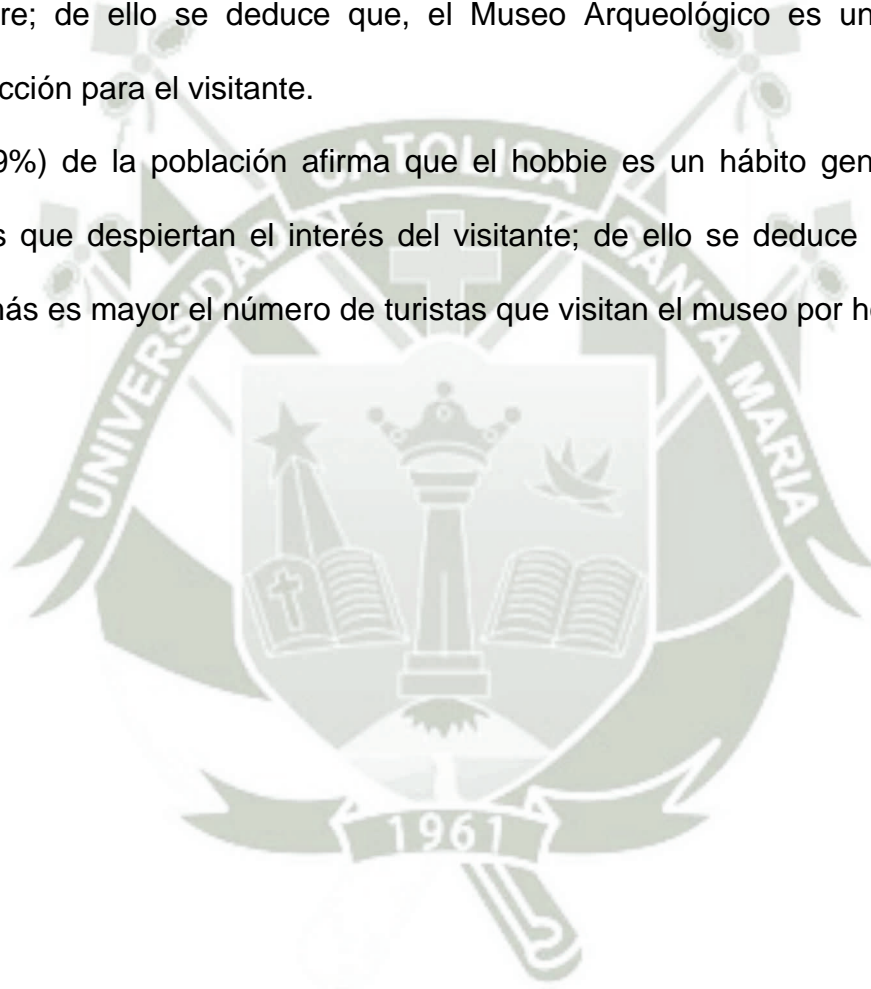 re; de ello se deduce que, el Museo Arqueológico es un
cción para el visitante.
9%) de la población afirma que el hobbie es un hábito gen
s que despiertan el interés del visitante; de ello se deduce
nás es mayor el número de turistas que visitan el museo por h
UNIVERSIDAD CATOLICA SANTA MARIA
1961